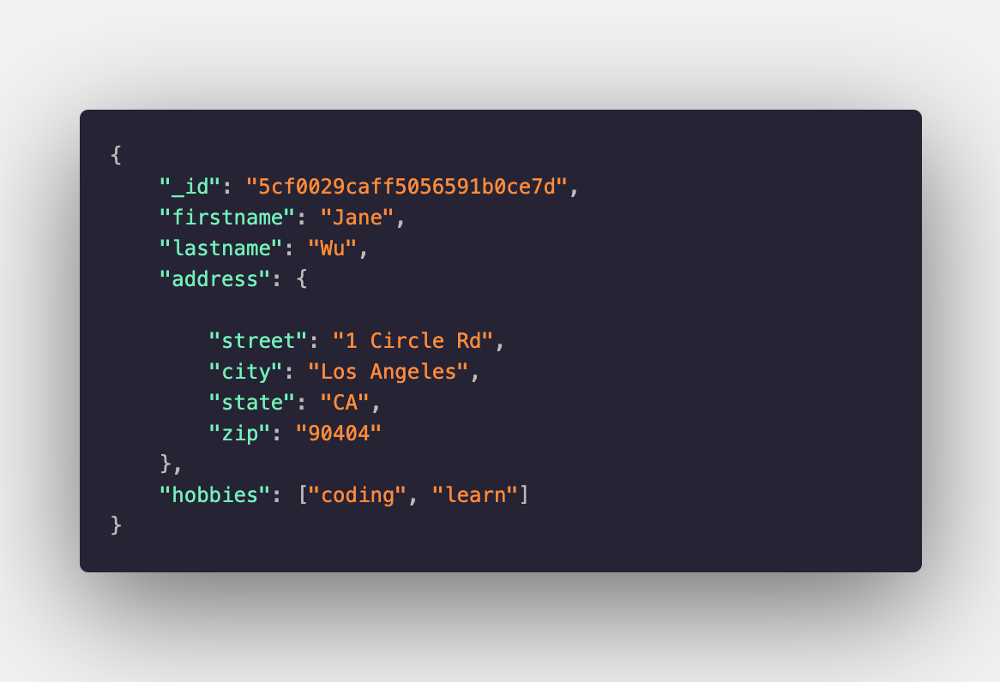 {
    "_id": "5cf0029caff5056591b0ce7d",
    "firstname": "Jane",
    "lastname": "Wu",
    "address": {

        "street": "1 Circle Rd",
        "city": "Los Angeles",
        "state": "CA",
        "zip": "90404"
    },
    "hobbies": ["coding", "learn"]
}